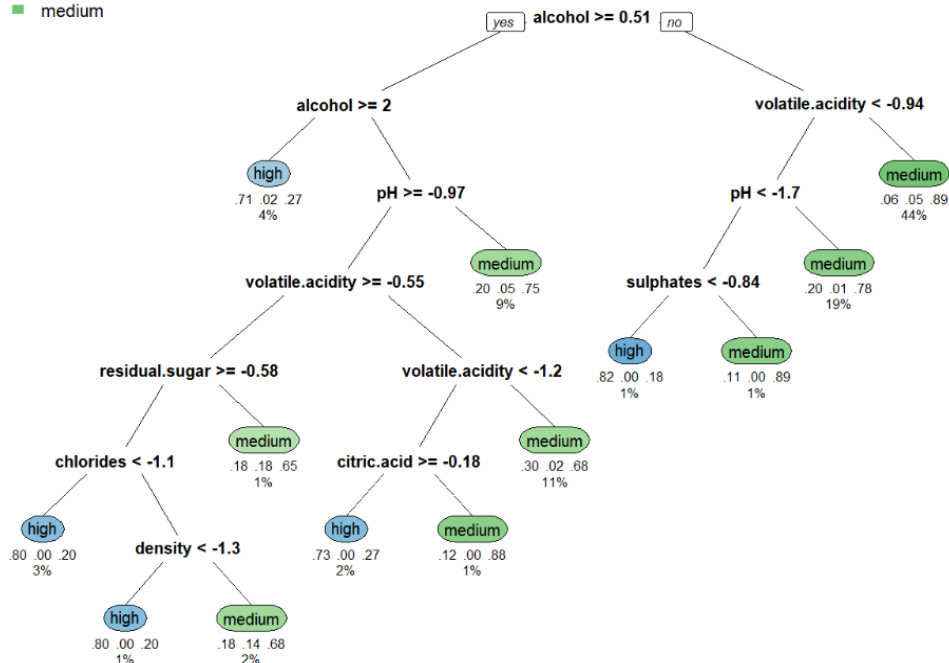 medium
yes alcohol >= 0.51 no
alcohol >= 2
volatile.acidity < -0.94
high
.71 .02 .27
4%
pH >= -0.97
pH < -1.7
medium
.06 .05 .89
44%
volatile.acidity >= -0.55
medium
.20 .05 .75
9%
sulphates < -0.84
medium
.20 .01 .78
19%
residual.sugar >= -0.58
volatile.acidity < -1.2
high
.82 .00 .18
1%
medium
.11 .00 .89
1%
chlorides < -1.1
medium
.18 .18 .65
1%
citric.acid >= -0.18
medium
.30 .02 .68
11%
high
.80 .00 .20
3%
density < -1.3
high
.73 .00 .27
2%
medium
.12 .00 .88
1%
high
.80 .00 .20
1%
medium
.18 .14 .68
2%